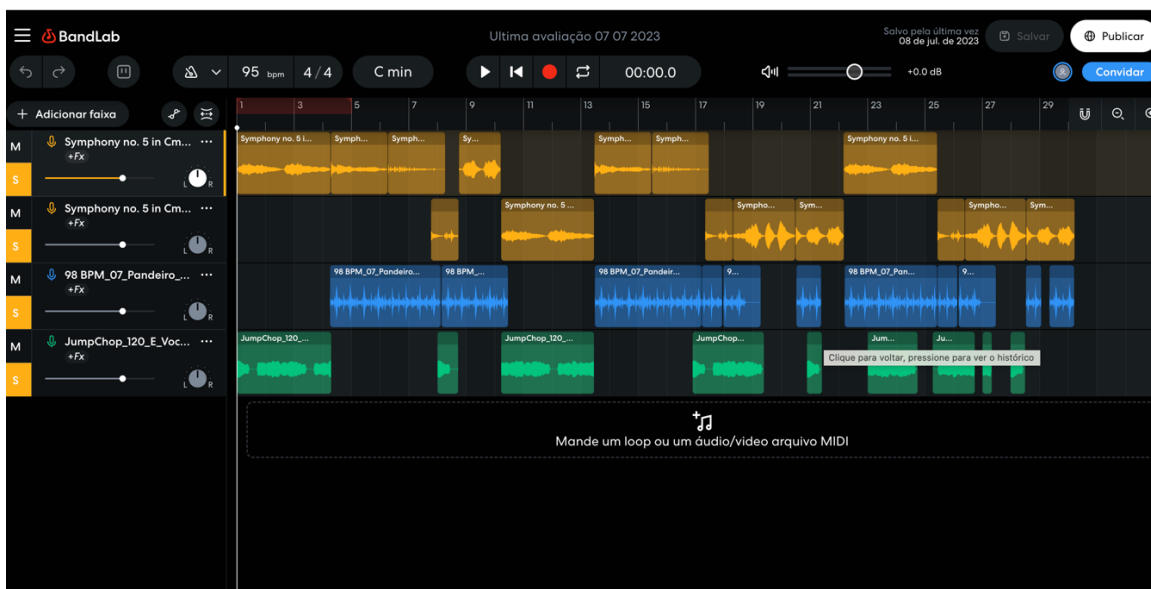 BandLab
Ultima avaliação 07 07 2023
Salvo pela última vez
08 de jul. de 2023
Salvar
Publicar
95 bpm
4/4
C min
00:00.0
+0.0 dB
Convidar
+ Adicionar faixa
1 3 5 7 9 11 13 15 17 19 21 23 25 27 29
M
Symphony no. 5 in Cm... ...
+Fx
S
L R
Symphony no. 5 i...
Symph...
Symph...
Sy...
Symph...
Symph...
Symphony no. 5 i...
M
Symphony no. 5 in Cm... ...
+Fx
S
L R
Symphony no. 5 ...
Sympho...
Sym...
Sympho...
Sym...
M
98 BPM_07_Pandeiro_... ...
+Fx
S
L R
98 BPM_07_Pandeiro...
98 BPM_...
98 BPM_07_Pandeir...
9...
98 BPM_07_Pan...
9...
M
JumpChop_120_E_Voc... ...
+Fx
S
L R
JumpChop_120_...
JumpChop_120_...
JumpChop...
Jum...
Ju...
Clique para voltar, pressione para ver o histórico
Mande um loop ou um áudio/video arquivo MIDI